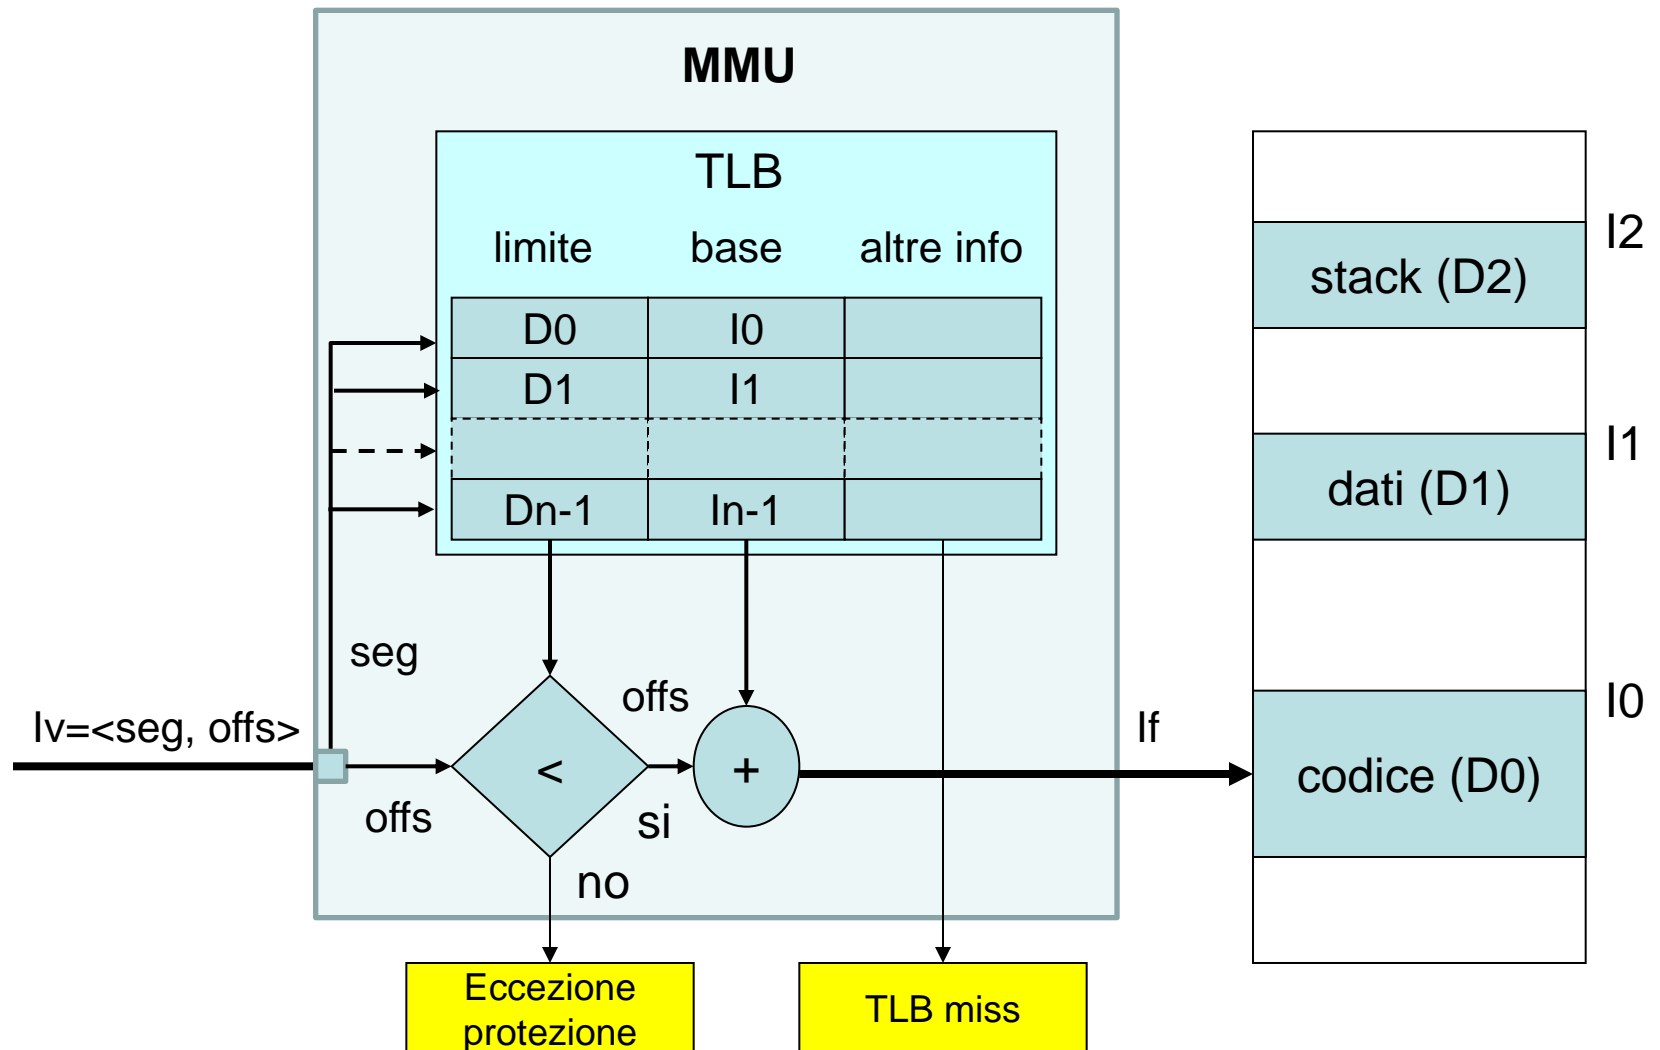 MMU
TLB
limite base altre info
D0 I0
D1 I1
Dn-1 In-1
seg
offs
Iv=<seg, offs>
<
+
If
offs
si
no
Eccezione
protezione
TLB miss
I2
stack (D2)
I1
dati (D1)
I0
codice (D0)